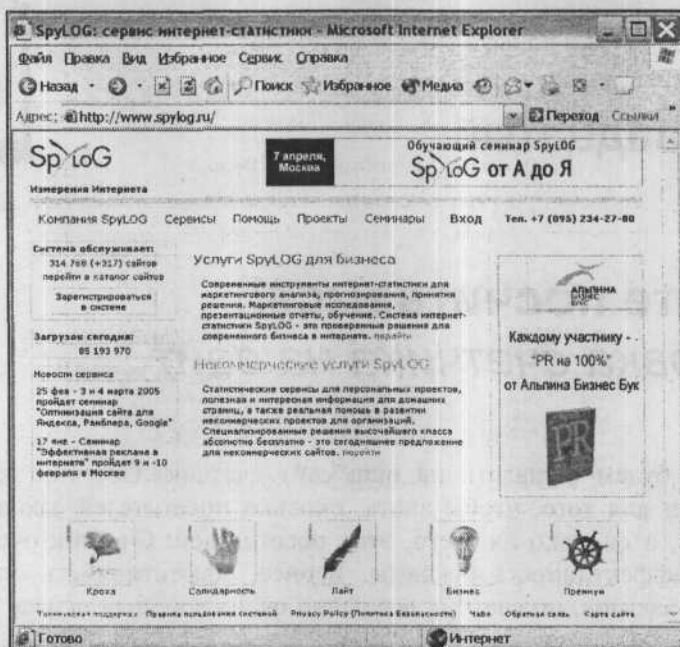 SpyLOG: сервис интернет-статистики - Microsoft Internet Explorer
Файл Правка Вид Избранное Сервис Справка
Назад Поиск Избранное Медиа
Адрес: http://www.spylog.ru/ Переход Ссылки »
SpyLOG
Измерения Интернета
7 апреля,
Москва
Обучающий семинар SpyLOG
SpyLOG от А до Я
Компания SpyLOG Сервисы Помощь Проекты Семинары Вход Тел. +7 (095) 234-27-80
Система обслуживает:
314 768 (+317) сайтов
перейти в каталог сайтов
Зарегистрироваться
в системе
Загрузок сегодня:
85 193 970
Новости сервиса
25 фев - 3 и 4 марта 2005
пройдет семинар
"Оптимизация сайта для
Яндекса, Рамблера, Google"
17 янв - Семинар
"Эффективная реклама в
интернете" пройдет 9 и -10
февраля в Москве
Услуги SpyLOG для бизнеса
Современные инструменты интернет-статистики для
маркетингового анализа, прогнозирования, принятия
решения. Маркетинговые исследования,
презентационные отчеты, обучение. Система интернет-
статистики SpyLOG - это проверенные решения для
современного бизнеса в интернете. перейти
Некоммерческие услуги SpyLOG
Статистические сервисы для персональных проектов,
полезная и интересная информация для домашних
страниц, а также реальная помощь в развитии
некоммерческих проектов для организаций.
Специализированные решения высочайшего класса
абсолютно бесплатно - это сегодняшнее предложение
для некоммерческих сайтов. перейти
АЛЬПИНА
БИЗНЕС
БУКС
Каждому участнику -
"PR на 100%"
от Альпина Бизнес Бук
PR
Кроха Солидарность Лайт Бизнес Премиум
Техническая поддержка Правила пользования системой Privacy Policy (Политика Безопасности) ЧаВо Обратная связь Карта сайта
Готово Интернет